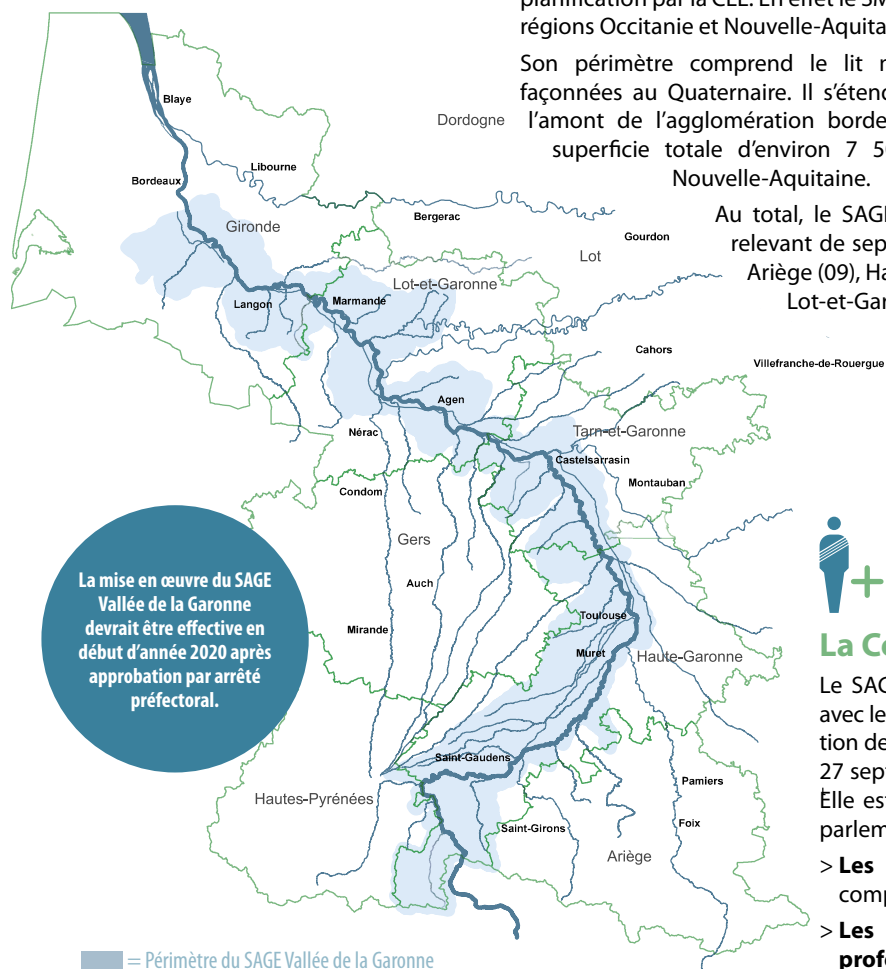 planification par la CLE. En effet le SM
régions Occitanie et Nouvelle-Aquita
Son périmètre comprend le lit
façonnées au Quaternaire. Il s'étend
l'amont de l'agglomération borde
superficie totale d'environ 7 50
Nouvelle-Aquitaine.
Au total, le SAGE
relevant de sep
Ariège (09), Ha
Lot-et-Gar
Blaye
Dordogne
Libourne
Bordeaux
Bergerac
Gironde
Gourdon
Lot
Lot-et-Garonne
Langon
Marmande
Cahors
Villefranche-de-Rouergue
Agen
Nérac
Tarn-et-Garonne
Castelsarrasin
Montauban
Condom
Gers
Auch
Mirande
Toulouse
Muret
Haute-Garonne
Saint-Gaudens
Hautes-Pyrénées
Pamiers
Saint-Girons
Foix
Ariège
La mise en œuvre du SAGE
Vallée de la Garonne
devrait être effective en
début d'année 2020 après
approbation par arrêté
préfectoral.
= Périmètre du SAGE Vallée de la Garonne
+
La Co
Le SAG
avec le
tion de
27 sept
Elle est
parlem
> Les
comp
> Les
profe